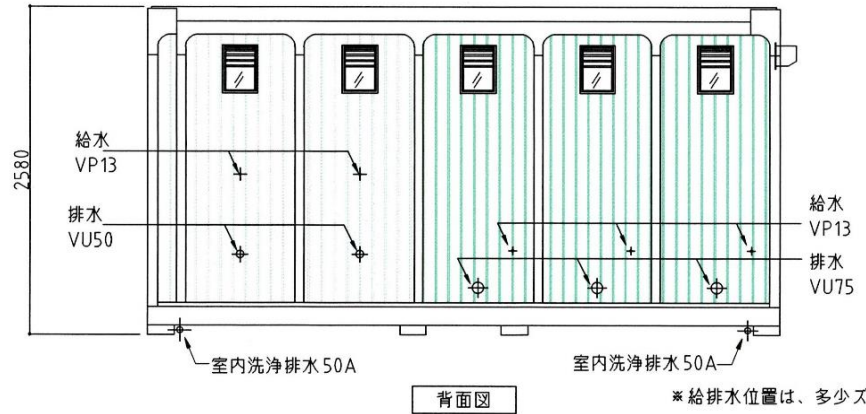 2580
給水
VP13
排水
VU50
給水
VP13
排水
VU75
室内洗浄排水50A
室内洗浄排水50A
背面図
※給排水位置は、多少ズ